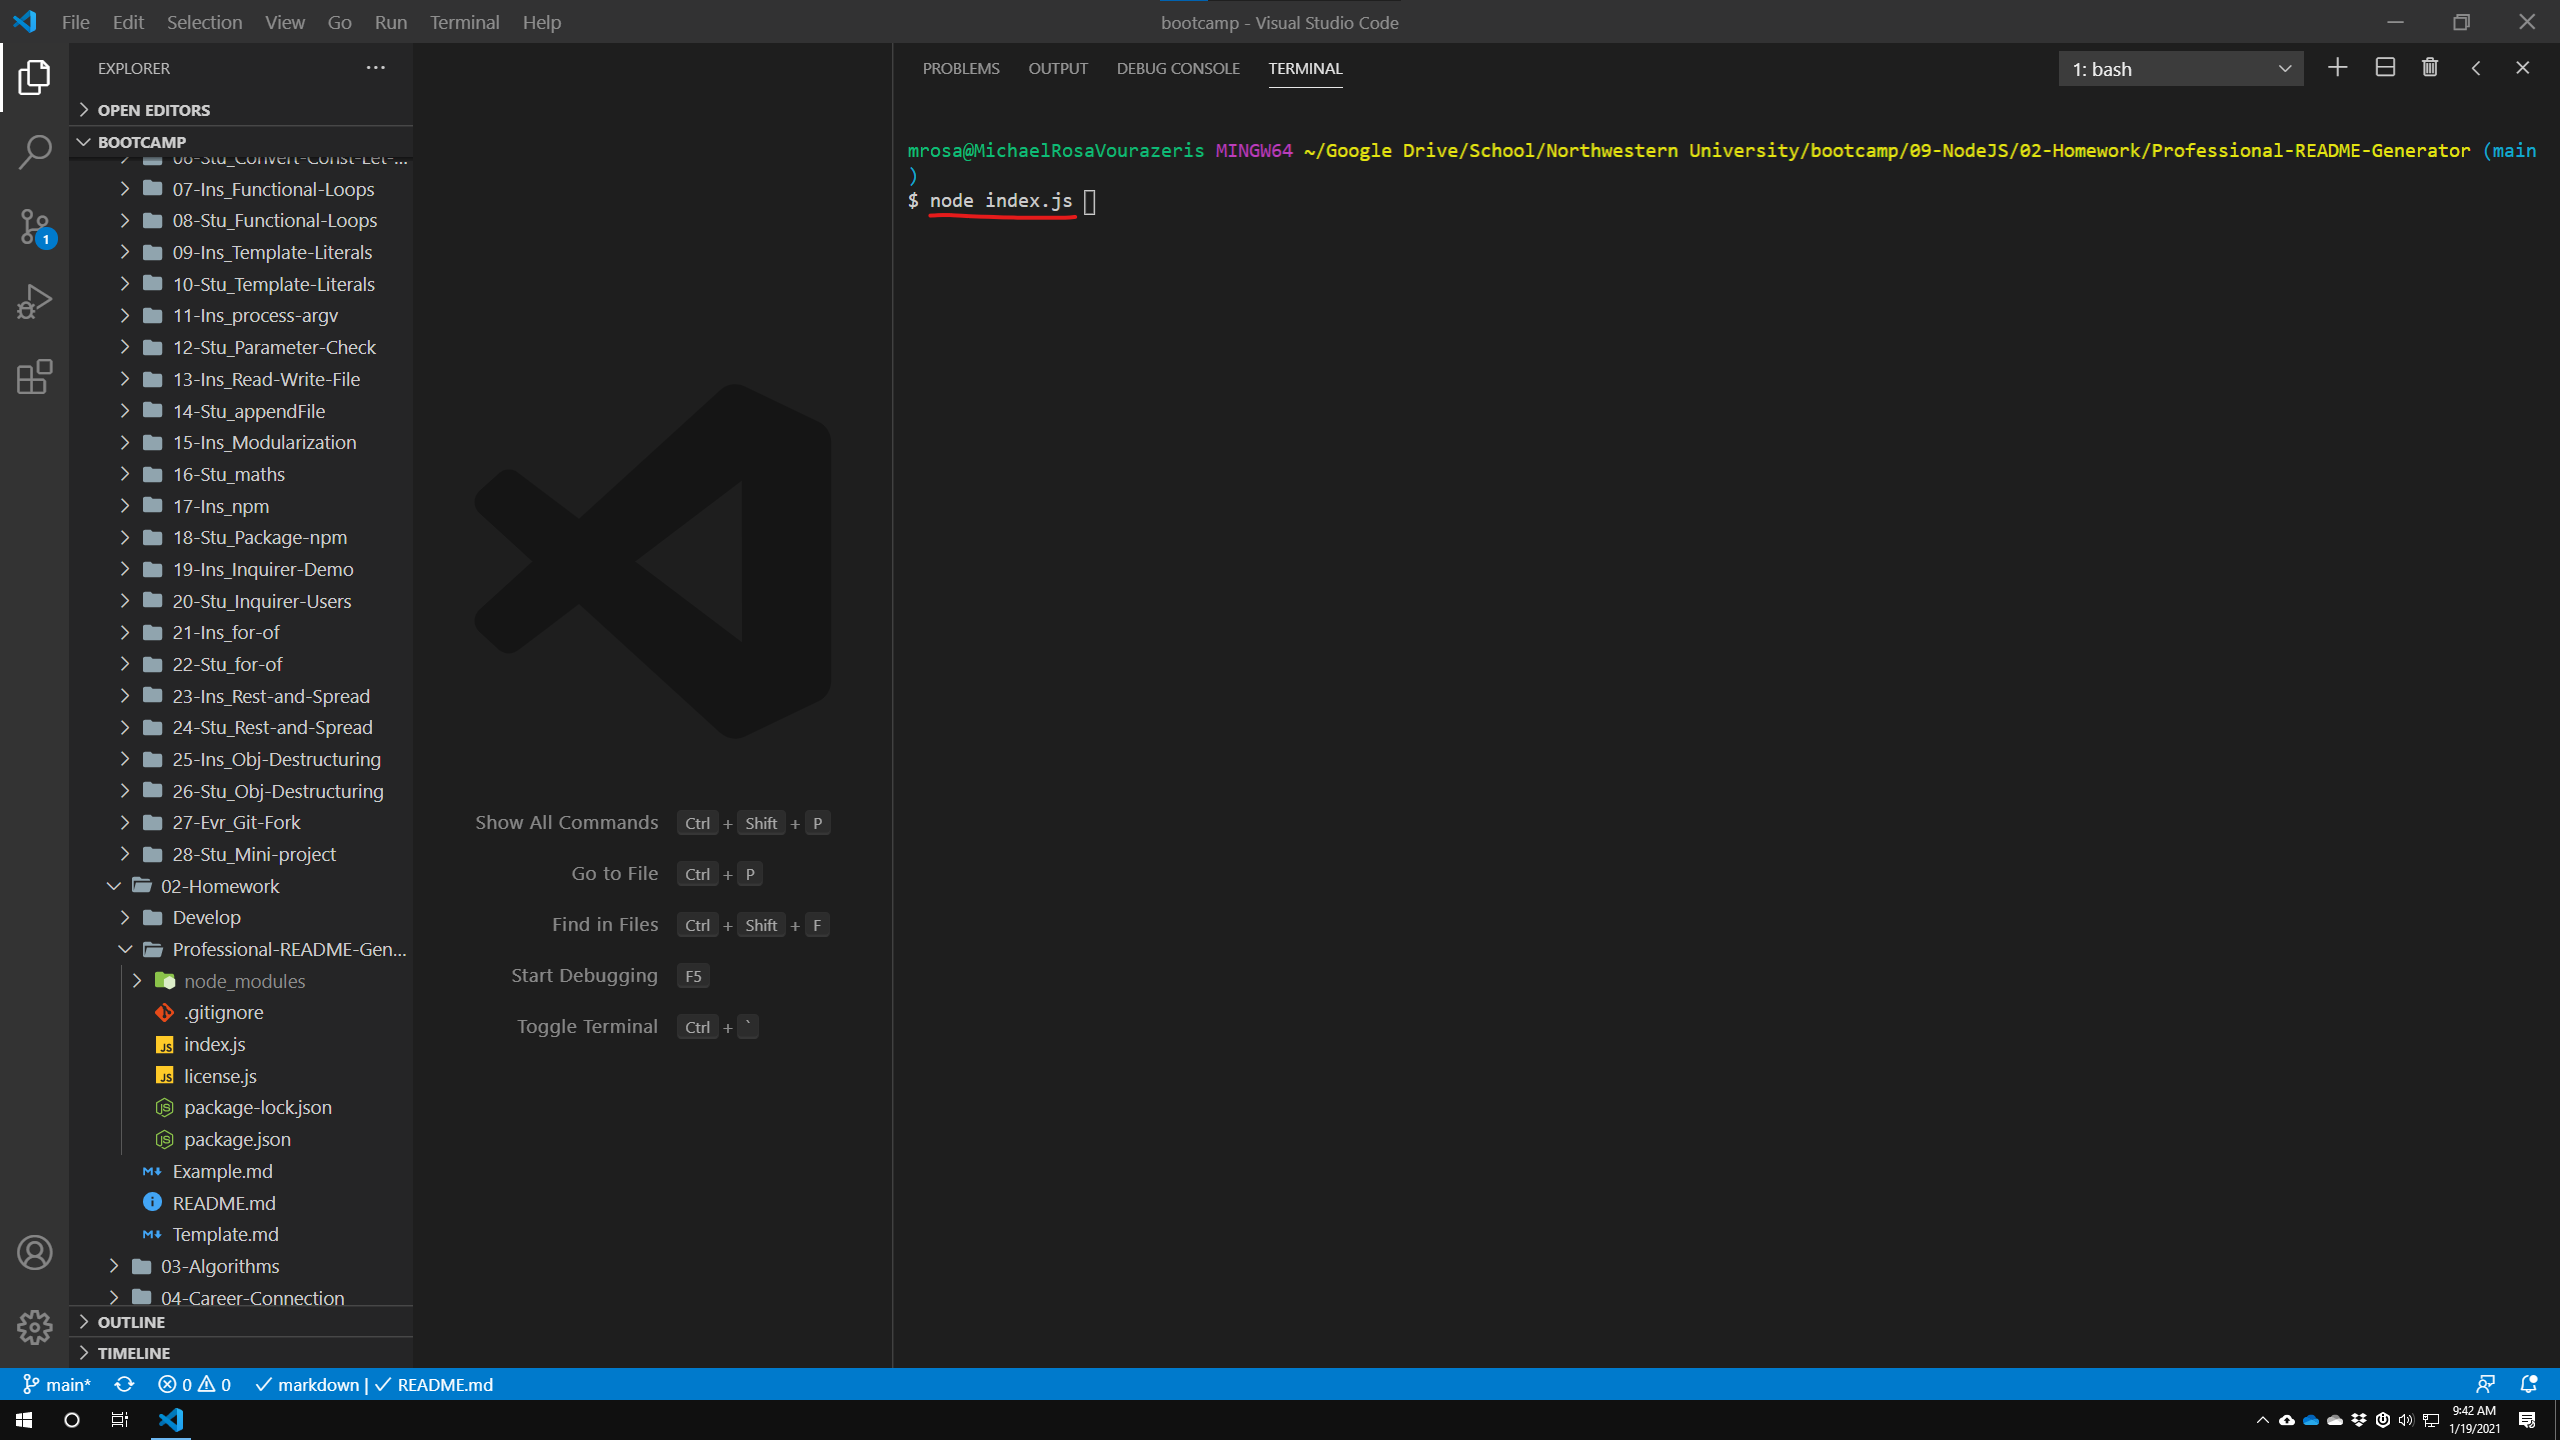 File Edit Selection View Go Run Terminal Help
bootcamp - Visual Studio Code
EXPLORER
OPEN EDITORS
BOOTCAMP
06-Stu_Convert-Const-Let-...
07-Ins_Functional-Loops
08-Stu_Functional-Loops
09-Ins_Template-Literals
10-Stu_Template-Literals
11-Ins_process-argv
12-Stu_Parameter-Check
13-Ins_Read-Write-File
14-Stu_appendFile
15-Ins_Modularization
16-Stu_maths
17-Ins_npm
18-Stu_Package-npm
19-Ins_Inquirer-Demo
20-Stu_Inquirer-Users
21-Ins_for-of
22-Stu_for-of
23-Ins_Rest-and-Spread
24-Stu_Rest-and-Spread
25-Ins_Obj-Destructuring
26-Stu_Obj-Destructuring
27-Evr_Git-Fork
28-Stu_Mini-project
02-Homework
Develop
Professional-README-Gen...
node_modules
.gitignore
JS index.js
JS license.js
package-lock.json
package.json
Example.md
README.md
Template.md
03-Algorithms
04-Career-Connection
OUTLINE
TIMELINE
Show All Commands Ctrl + Shift + P
Go to File Ctrl + P
Find in Files Ctrl + Shift + F
Start Debugging F5
Toggle Terminal Ctrl + `
PROBLEMS OUTPUT DEBUG CONSOLE TERMINAL
1: bash
mrosa@MichaelRosaVourazeris MINGW64 ~/Google Drive/School/Northwestern University/bootcamp/09-NodeJS/02-Homework/Professional-README-Generator (main
)
$ node index.js
1
main* 0 0 markdown | README.md
9:42 AM
1/19/2021